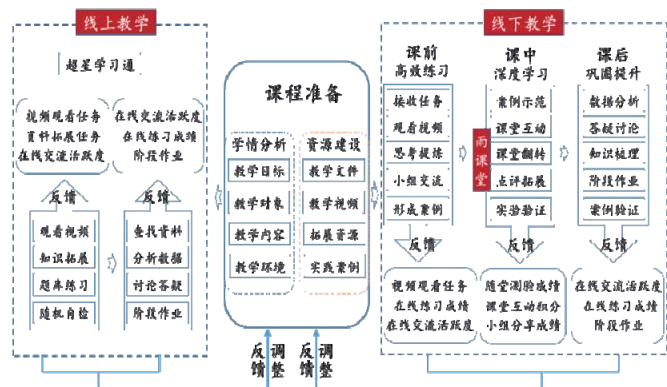 线上教学
超星学习通
视频观看任务
资料拓展任务
在线交流活跃度
在线交流活跃度
在线练习成绩
阶段作业
反馈
反馈
观看视频
知识拓展
题库练习
随机自检
查找资料
分析数据
讨论答疑
阶段作业
课程准备
学情分析
教学目标
教学对象
教学内容
教学环境
资源建设
教学文件
教学视频
拓展资源
实践案例
反馈
调整
反馈
调整
线下教学
课前
高效练习
接收任务
观看视频
思考提炼
小组交流
形成案例
反馈
视频观看任务
在线练习成绩
在线交流活跃度
雨课堂
课中
深度学习
案例示范
课堂互动
课堂翻转
点评拓展
实验验证
反馈
随堂测验成绩
课堂互动积分
小组分享成绩
课后
巩固提升
数据分析
答疑讨论
知识梳理
阶段作业
案例验证
反馈
在线交流活跃度
在线练习成绩
阶段作业